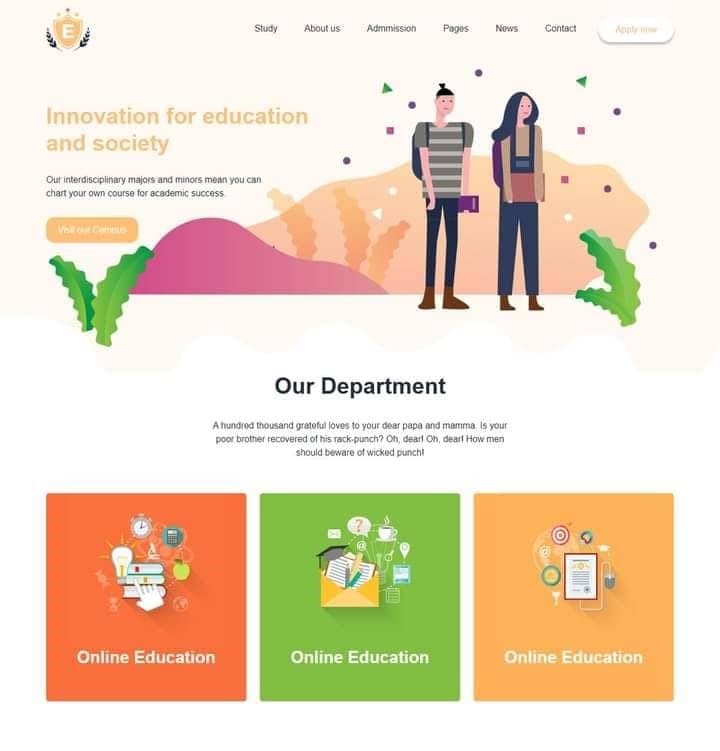 E
Study About us Admmission Pages News Contact Apply now
Innovation for education
and society
Our interdisciplinary majors and minors mean you can
chart your own course for academic success.
Visit our Campus
Our Department
A hundred thousand grateful loves to your dear papa and mamma. Is your
poor brother recovered of his rack-punch? Oh, dear! Oh, dear! How men
should beware of wicked punch!
Online Education Online Education Online Education